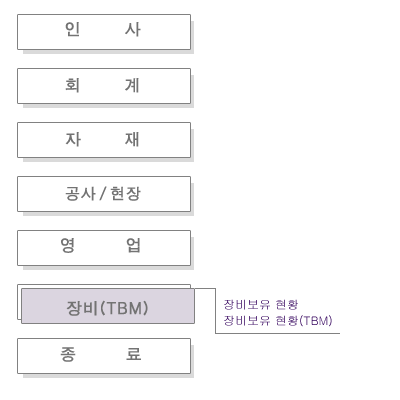 인 사
회 계
자 재
공사 / 현장
영 업
장비(TBM)
장비보유 현황
장비보유 현황(TBM)
종 료